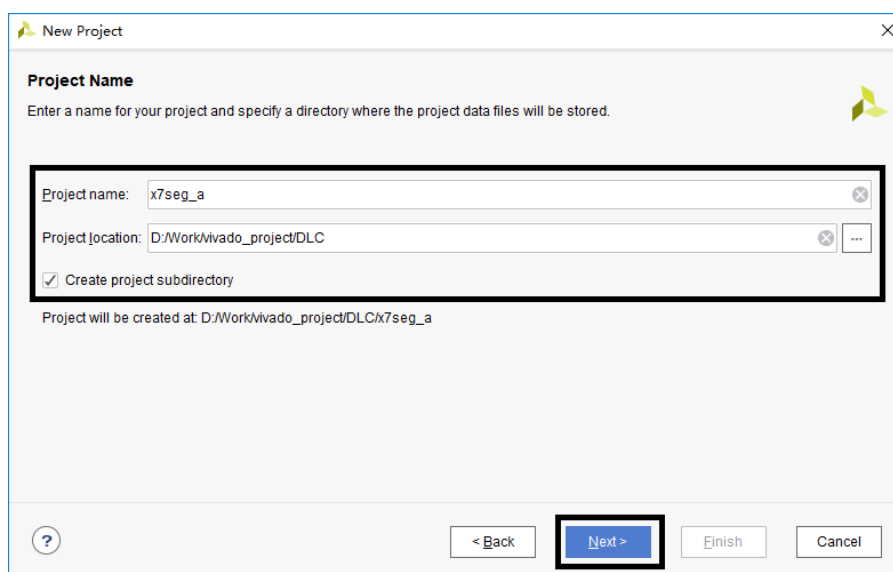 New Project
Project Name
Enter a name for your project and specify a directory where the project data files will be stored.
Project name: x7seg_a
Project location: D:/Work/vivado_project/DLC ...
Create project subdirectory
Project will be created at: D:/Work/vivado_project/DLC/x7seg_a
? < Back Next > Finish Cancel